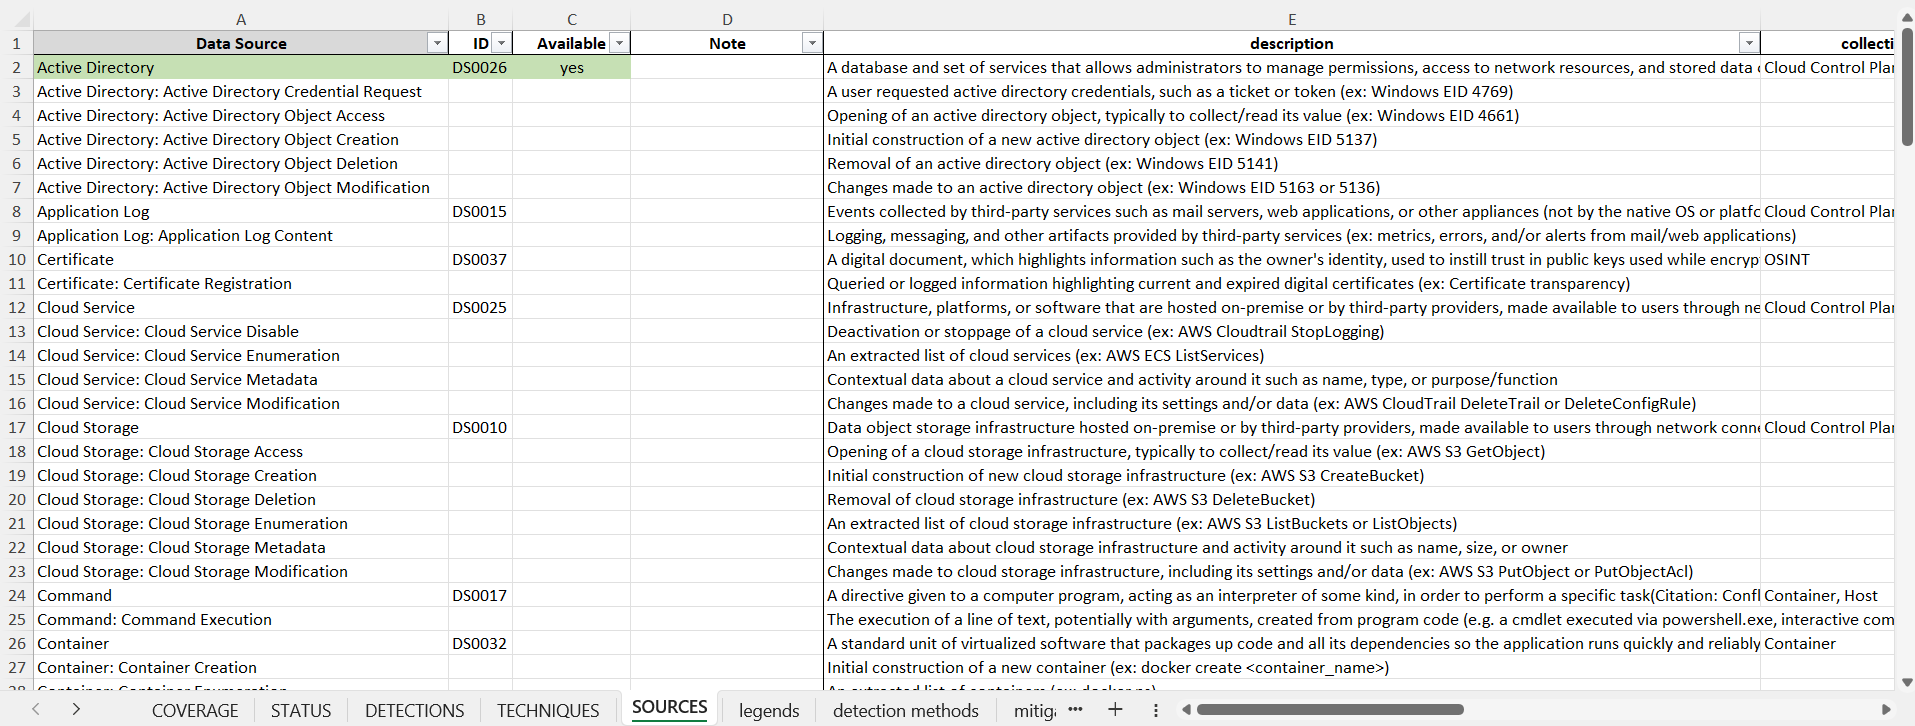 A B C D E
1 Data Source ID Available Note description collecti
2 Active Directory DS0026 yes A database and set of services that allows administrators to manage permissions, access to network resources, and stored data Cloud Control Pla
3 Active Directory: Active Directory Credential Request A user requested active directory credentials, such as a ticket or token (ex: Windows EID 4769)
4 Active Directory: Active Directory Object Access Opening of an active directory object, typically to collect/read its value (ex: Windows EID 4661)
5 Active Directory: Active Directory Object Creation Initial construction of a new active directory object (ex: Windows EID 5137)
6 Active Directory: Active Directory Object Deletion Removal of an active directory object (ex: Windows EID 5141)
7 Active Directory: Active Directory Object Modification Changes made to an active directory object (ex: Windows EID 5163 or 5136)
8 Application Log DS0015 Events collected by third-party services such as mail servers, web applications, or other appliances (not by the native OS or platfo Cloud Control Pla
9 Application Log: Application Log Content Logging, messaging, and other artifacts provided by third-party services (ex: metrics, errors, and/or alerts from mail/web applications)
10 Certificate DS0037 A digital document, which highlights information such as the owner's identity, used to instill trust in public keys used while encryp OSINT
11 Certificate: Certificate Registration Queried or logged information highlighting current and expired digital certificates (ex: Certificate transparency)
12 Cloud Service DS0025 Infrastructure, platforms, or software that are hosted on-premise or by third-party providers, made available to users through ne Cloud Control Pla
13 Cloud Service: Cloud Service Disable Deactivation or stoppage of a cloud service (ex: AWS Cloudtrail StopLogging)
14 Cloud Service: Cloud Service Enumeration An extracted list of cloud services (ex: AWS ECS ListServices)
15 Cloud Service: Cloud Service Metadata Contextual data about a cloud service and activity around it such as name, type, or purpose/function
16 Cloud Service: Cloud Service Modification Changes made to a cloud service, including its settings and/or data (ex: AWS CloudTrail DeleteTrail or DeleteConfigRule)
17 Cloud Storage DS0010 Data object storage infrastructure hosted on-premise or by third-party providers, made available to users through network conne Cloud Control Pla
18 Cloud Storage: Cloud Storage Access Opening of a cloud storage infrastructure, typically to collect/read its value (ex: AWS S3 GetObject)
19 Cloud Storage: Cloud Storage Creation Initial construction of new cloud storage infrastructure (ex: AWS S3 CreateBucket)
20 Cloud Storage: Cloud Storage Deletion Removal of cloud storage infrastructure (ex: AWS S3 DeleteBucket)
21 Cloud Storage: Cloud Storage Enumeration An extracted list of cloud storage infrastructure (ex: AWS S3 ListBuckets or ListObjects)
22 Cloud Storage: Cloud Storage Metadata Contextual data about cloud storage infrastructure and activity around it such as name, size, or owner
23 Cloud Storage: Cloud Storage Modification Changes made to cloud storage infrastructure, including its settings and/or data (ex: AWS S3 PutObject or PutObjectAcl)
24 Command DS0017 A directive given to a computer program, acting as an interpreter of some kind, in order to perform a specific task(Citation: Confl Container, Host
25 Command: Command Execution The execution of a line of text, potentially with arguments, created from program code (e.g. a cmdlet executed via powershell.exe, interactive com
26 Container DS0032 A standard unit of virtualized software that packages up code and all its dependencies so the application runs quickly and reliably Container
27 Container: Container Creation Initial construction of a new container (ex: docker create <container_name>)
28 Container: Container Enumeration An extracted list of containers (ex: docker ps)
COVERAGE STATUS DETECTIONS TECHNIQUES SOURCES legends detection methods mitiga